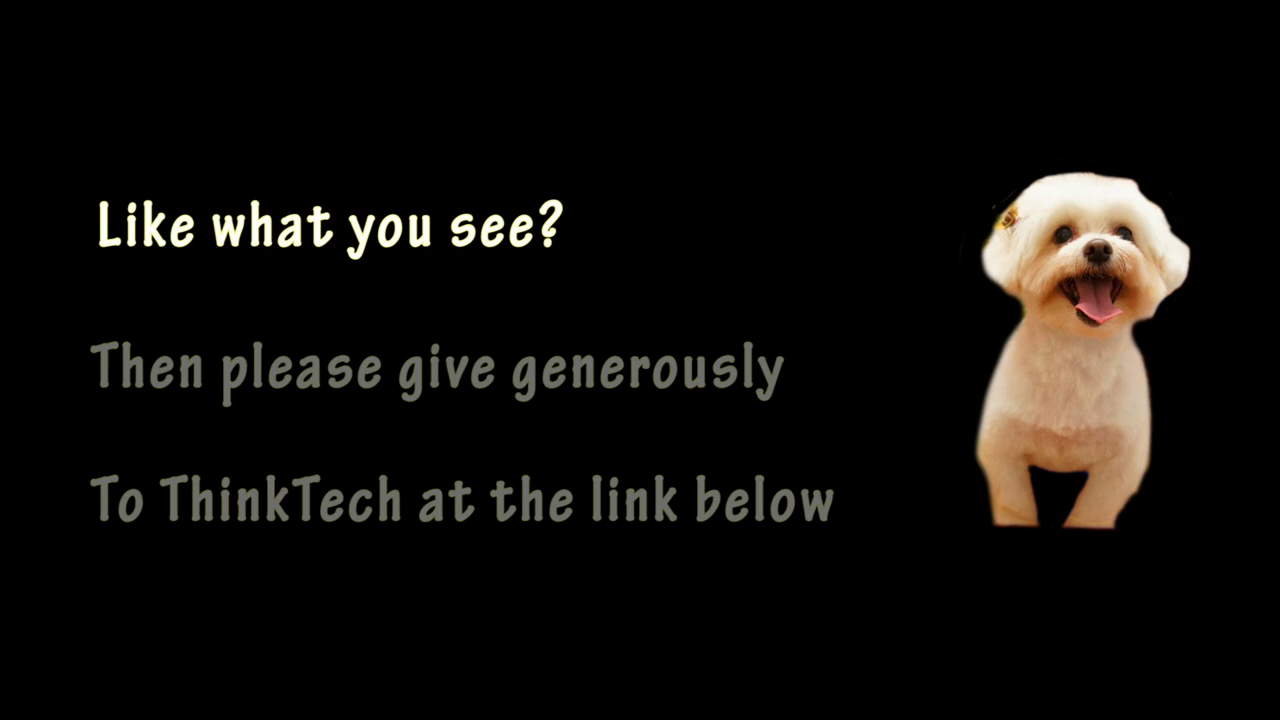 Like what you see?
Then please give generously
To ThinkTech at the link below